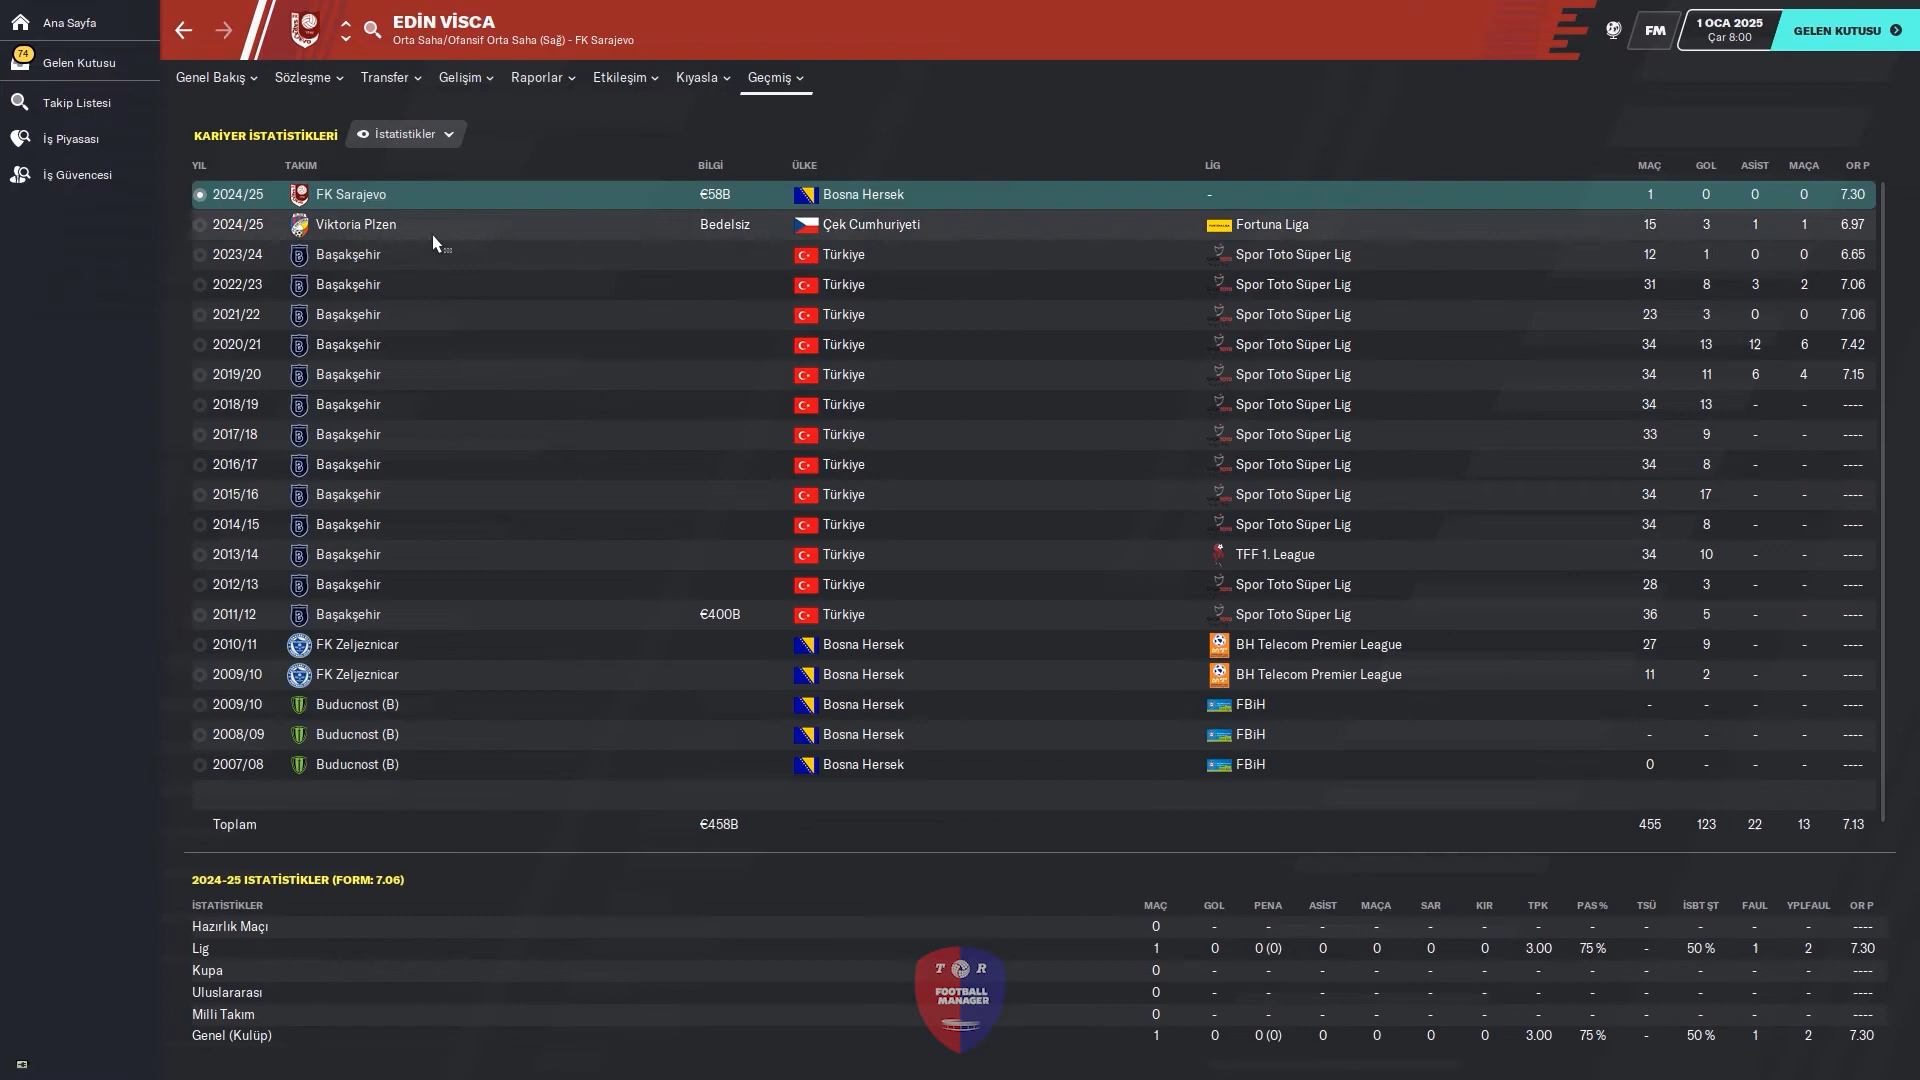 Ana Sayfa
74
Gelen Kutusu
Takip Listesi
İş Piyasası
İş Güvencesi
EDİN VİSCA
Orta Saha/Ofansif Orta Saha (Sağ) - FK Sarajevo
FM
1 OCA 2025
Çar 8:00
GELEN KUTUSU
Genel Bakış Sözleşme Transfer Gelişim Raporlar Etkileşim Kıyasla Geçmiş
KARİYER İSTATİSTİKLERİ İstatistikler
YIL TAKIM BİLGİ ÜLKE LİG MAÇ GOL ASİST MAÇA OR P
2024/25 FK Sarajevo €58B Bosna Hersek - 1 0 0 0 7.30
2024/25 Viktoria Plzen Bedelsiz Çek Cumhuriyeti Fortuna Liga 15 3 1 1 6.97
2023/24 Başakşehir Türkiye Spor Toto Süper Lig 12 1 0 0 6.65
2022/23 Başakşehir Türkiye Spor Toto Süper Lig 31 8 3 2 7.06
2021/22 Başakşehir Türkiye Spor Toto Süper Lig 23 3 0 0 7.06
2020/21 Başakşehir Türkiye Spor Toto Süper Lig 34 13 12 6 7.42
2019/20 Başakşehir Türkiye Spor Toto Süper Lig 34 11 6 4 7.15
2018/19 Başakşehir Türkiye Spor Toto Süper Lig 34 13 - - ----
2017/18 Başakşehir Türkiye Spor Toto Süper Lig 33 9 - - ----
2016/17 Başakşehir Türkiye Spor Toto Süper Lig 34 8 - - ----
2015/16 Başakşehir Türkiye Spor Toto Süper Lig 34 17 - - ----
2014/15 Başakşehir Türkiye Spor Toto Süper Lig 34 8 - - ----
2013/14 Başakşehir Türkiye TFF 1. League 34 10 - - ----
2012/13 Başakşehir Türkiye Spor Toto Süper Lig 28 3 - - ----
2011/12 Başakşehir €400B Türkiye Spor Toto Süper Lig 36 5 - - ----
2010/11 FK Zeljeznicar Bosna Hersek BH Telecom Premier League 27 9 - - ----
2009/10 FK Zeljeznicar Bosna Hersek BH Telecom Premier League 11 2 - - ----
2009/10 Buducnost (B) Bosna Hersek FBiH - - - - ----
2008/09 Buducnost (B) Bosna Hersek FBiH - - - - ----
2007/08 Buducnost (B) Bosna Hersek FBiH 0 - - - ----
Toplam €458B 455 123 22 13 7.13
2024-25 ISTATİSTİKLER (FORM: 7.06)
İSTATİSTİKLER MAÇ GOL PENA ASİST MAÇA SAR KIR TPK PAS % TSÜ İSBT ŞT FAUL YPLFAUL OR P
Hazırlık Maçı 0 - - - - - - - - - - - - ----
Lig 1 0 0 (0) 0 0 0 0 3.00 75 % - 50 % 1 2 7.30
Kupa 0 - - - - - - - - - - - - ----
Uluslararası 0 - - - - - - - - - - - - ----
Milli Takım 0 - - - - - - - - - - - - ----
Genel (Kulüp) 1 0 0 (0) 0 0 0 0 3.00 75 % - 50 % 1 2 7.30
T R
FOOTBALL
MANAGER